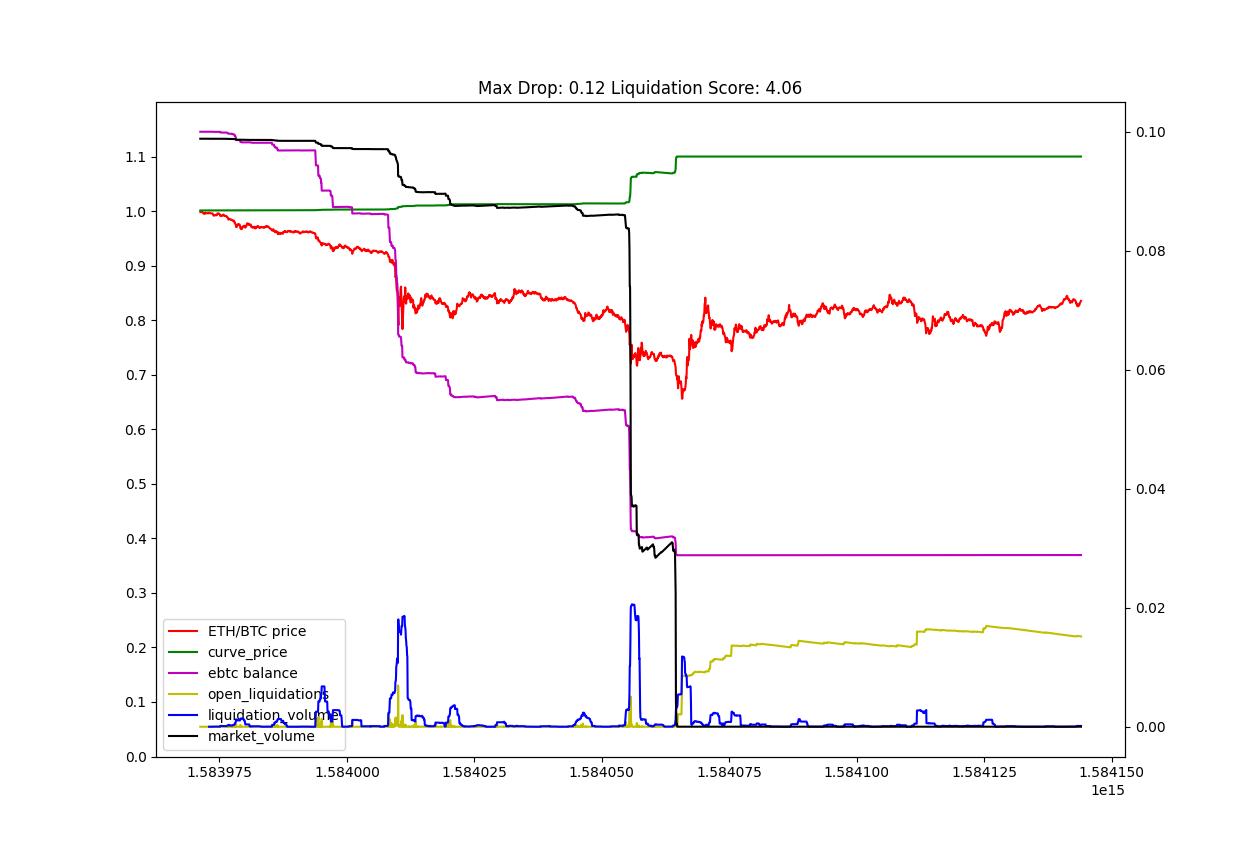 Max Drop: 0.12 Liquidation Score: 4.06
1.1
1.0
0.9
0.8
0.7
0.6
0.5
0.4
0.3
0.2
0.1
0.0
0.10
0.08
0.06
0.04
0.02
0.00
ETH/BTC price
curve_price
ebtc balance
open_liquidations
liquidation_volume
market_volume
1.583975 1.584000 1.584025 1.584050 1.584075 1.584100 1.584125 1.584150
1e15